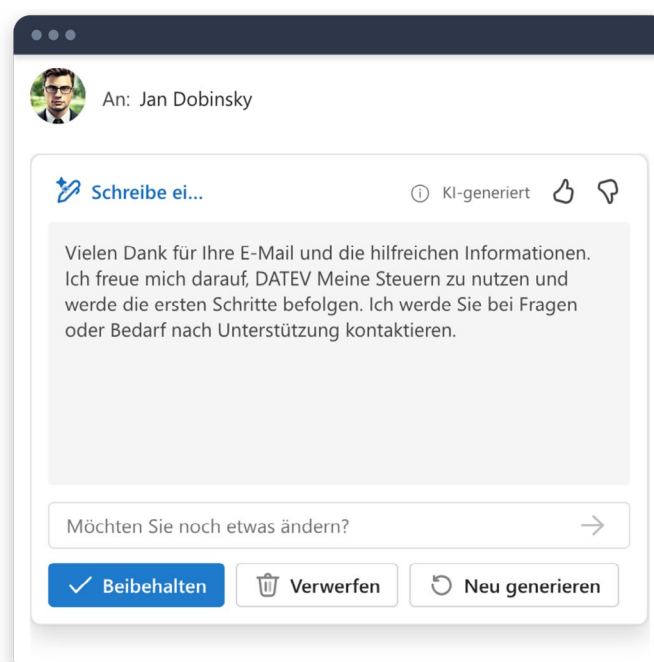 An: Jan Dobinsky
Schreibe ei...
KI-generiert
Vielen Dank für Ihre E-Mail und die hilfreichen Informationen.
Ich freue mich darauf, DATEV Meine Steuern zu nutzen und
werde die ersten Schritte befolgen. Ich werde Sie bei Fragen
oder Bedarf nach Unterstützung kontaktieren.
Möchten Sie noch etwas ändern?
Beibehalten
Verwerfen
Neu generieren